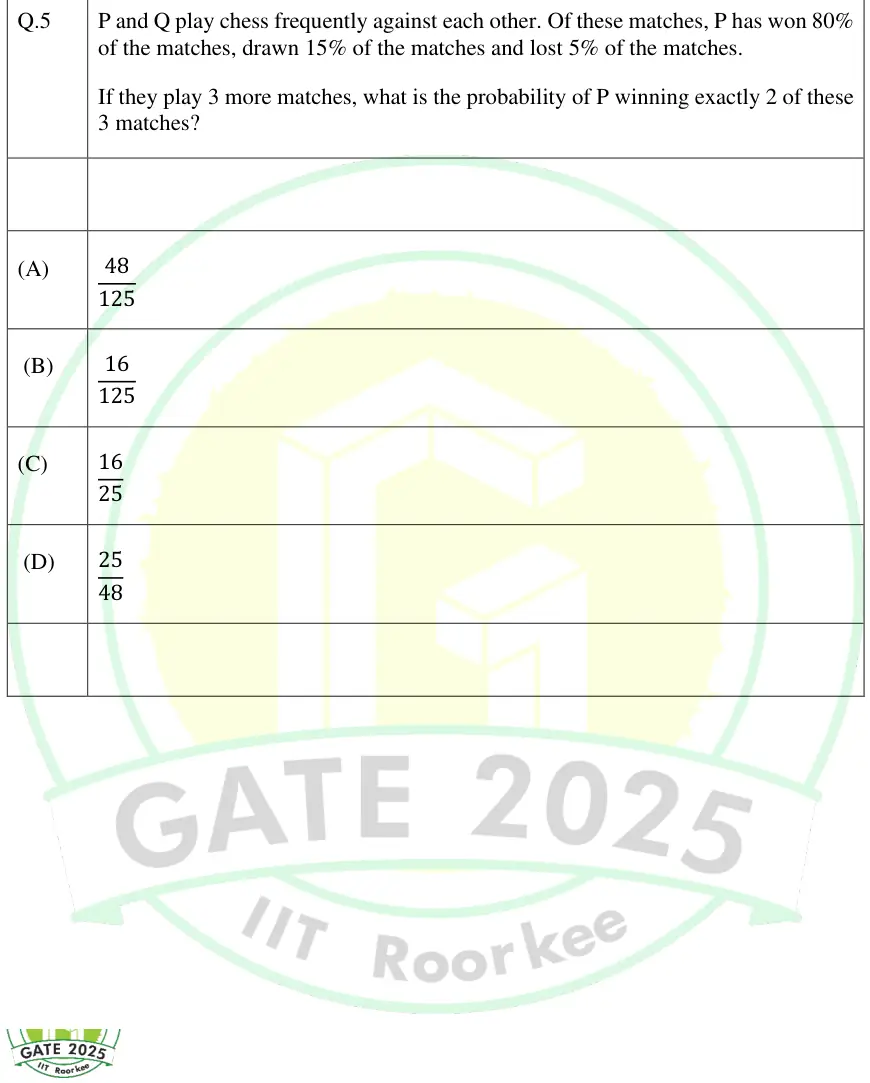 Q.5 P and Q play chess frequently against each other. Of these matches, P has won 80%
of the matches, drawn 15% of the matches and lost 5% of the matches.
If they play 3 more matches, what is the probability of P winning exactly 2 of these
3 matches?
(A) 48
125
(B) 16
125
(C) 16
25
(D) 25
48
GATE 2025
IIT Roorkee
GATE 2025
IIT Roorkee